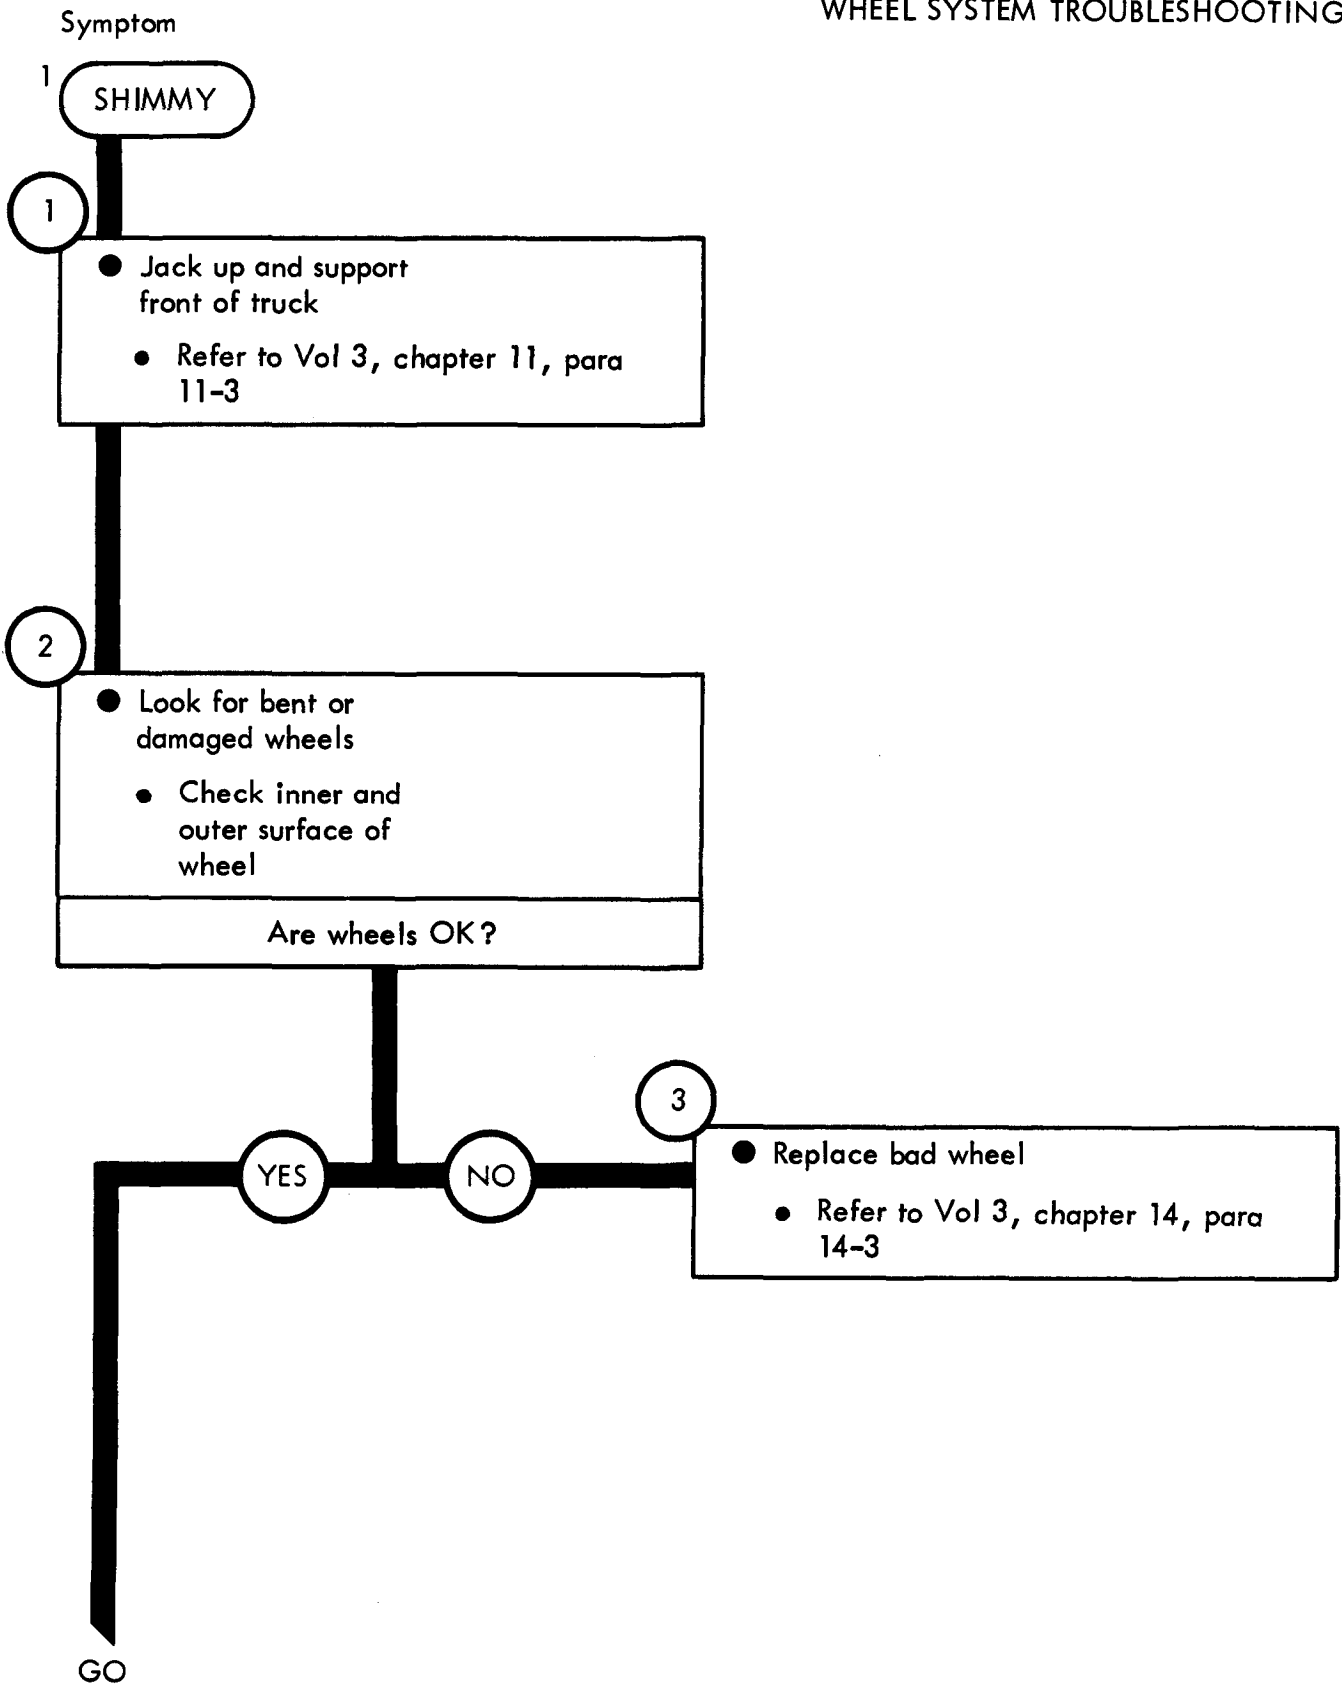 WHEEL SYSTEM TROUBLESHOOTING
Symptom
1
SHIMMY
1
● Jack up and support
front of truck
● Refer to Vol 3, chapter 11, para
11-3
2
● Look for bent or
damaged wheels
● Check inner and
outer surface of
wheel
Are wheels OK?
YES
NO
3
● Replace bad wheel
● Refer to Vol 3, chapter 14, para
14-3
GO